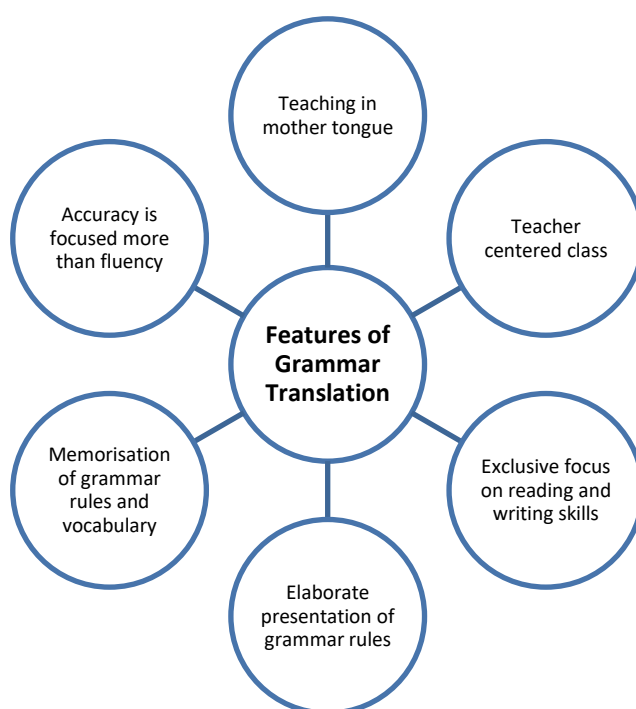 Teaching in
mother tongue
Accuracy is
focused more
than fluency
Teacher
centered class
Features of
Grammar
Translation
Memorisation
of grammar
rules and
vocabulary
Exclusive focus
on reading and
writing skills
Elaborate
presentation of
grammar rules